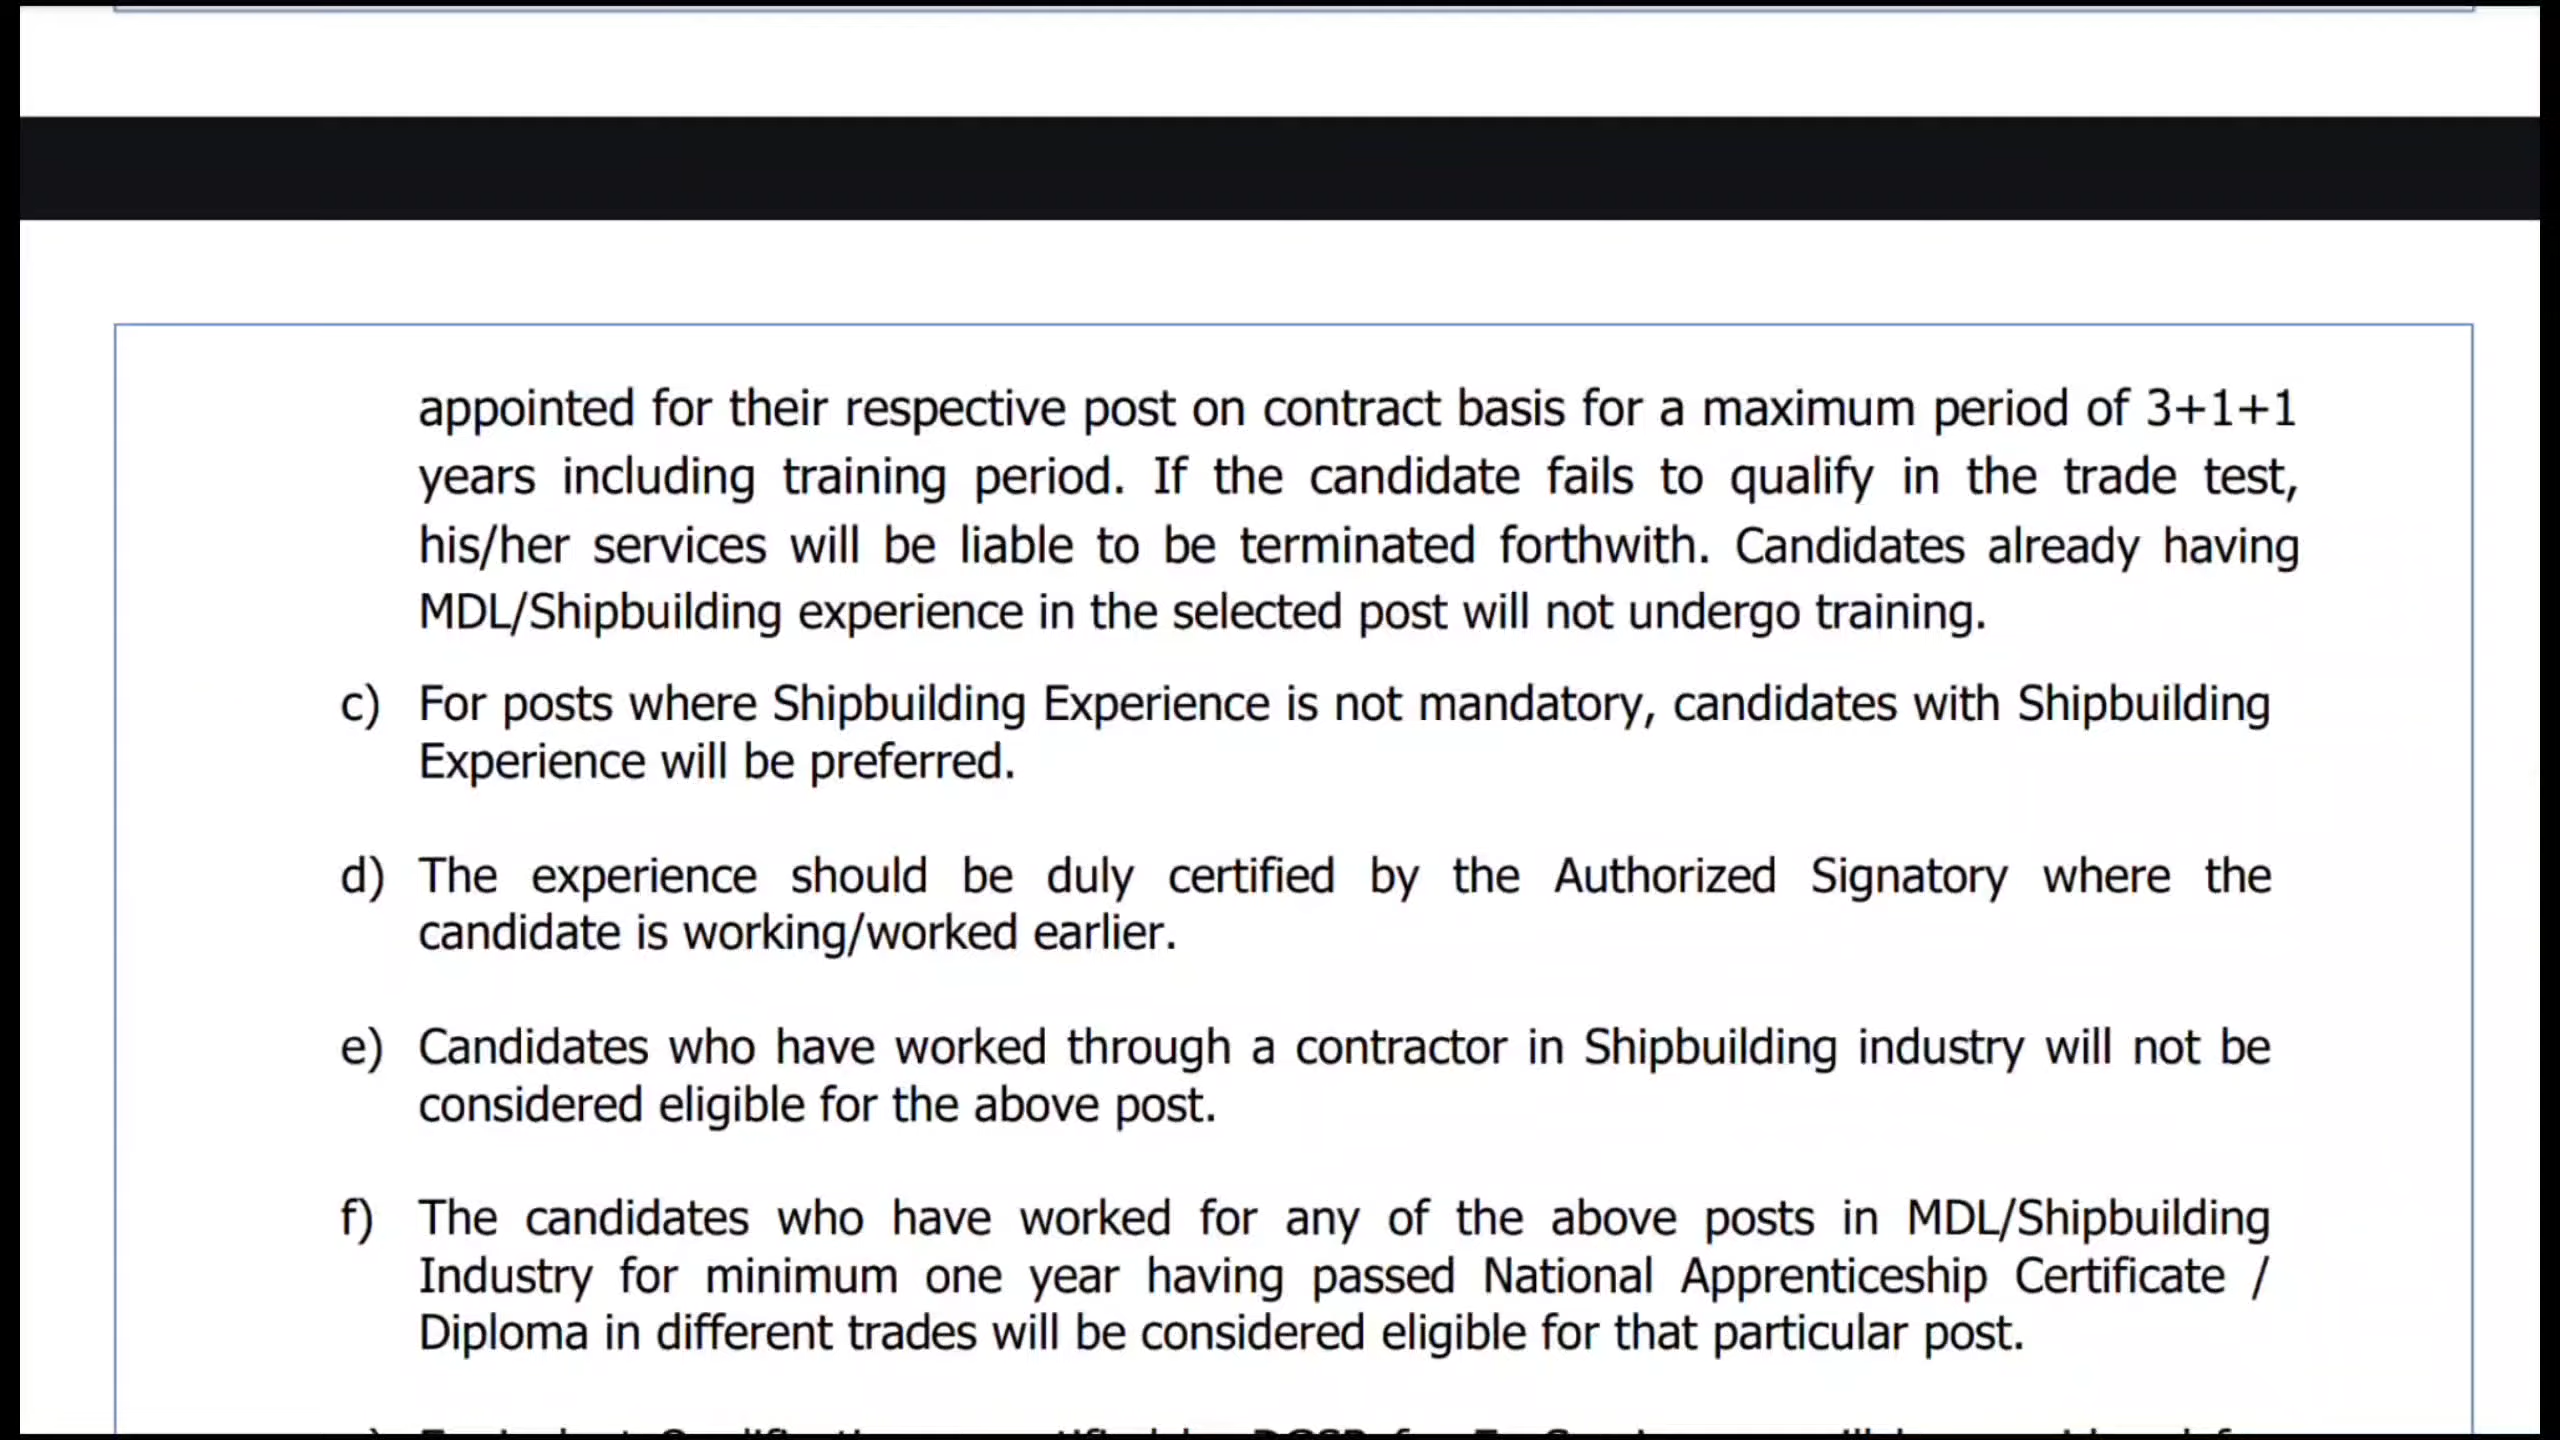 appointed for their respective post on contract basis for a maximum period of 3+1+1
years including training period. If the candidate fails to qualify in the trade test,
his/her services will be liable to be terminated forthwith. Candidates already having
MDL/Shipbuilding experience in the selected post will not undergo training.
c) For posts where Shipbuilding Experience is not mandatory, candidates with Shipbuilding
Experience will be preferred.
d) The experience should be duly certified by the Authorized Signatory where the
candidate is working/worked earlier.
e) Candidates who have worked through a contractor in Shipbuilding industry will not be
considered eligible for the above post.
f) The candidates who have worked for any of the above posts in MDL/Shipbuilding
Industry for minimum one year having passed National Apprenticeship Certificate /
Diploma in different trades will be considered eligible for that particular post.